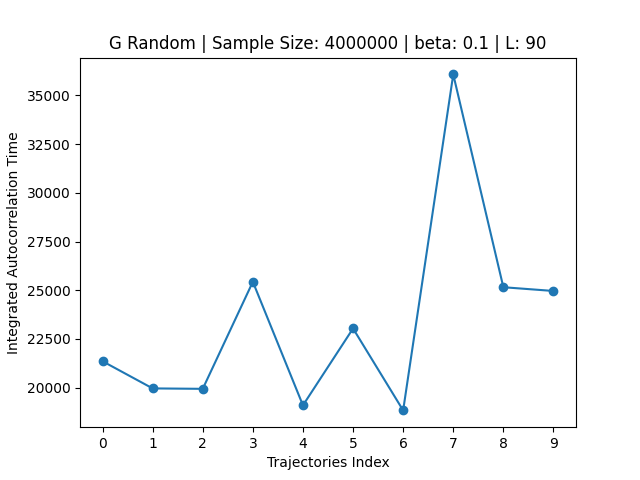 G Random | Sample Size: 4000000 | beta: 0.1 | L: 90
Integrated Autocorrelation Time
35000
32500
30000
27500
25000
22500
20000
0 1 2 3 4 5 6 7 8 9
Trajectories Index